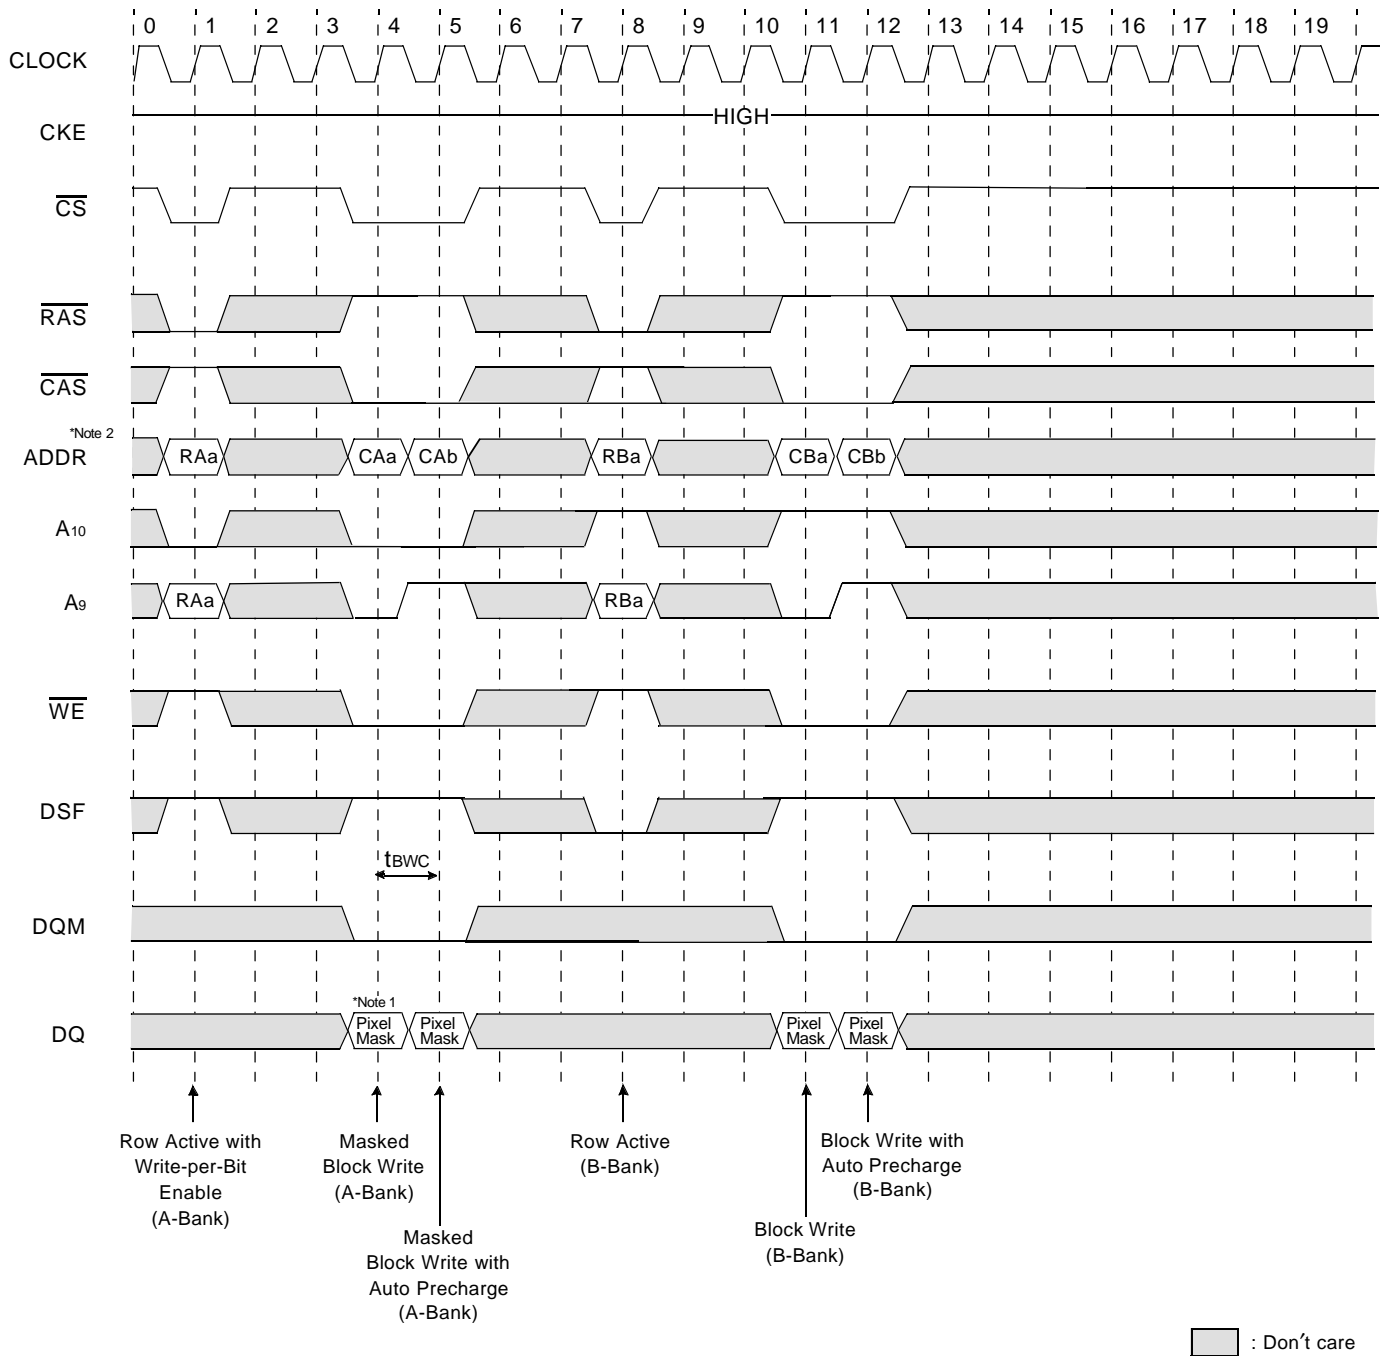 0 1 2 3 4 5 6 7 8 9 10 11 12 13 14 15 16 17 18 19
CLOCK
CKE
HIGH
CS
RAS
CAS
*Note 2
ADDR RAa CAa CAb RBa CBa CBb
A10
A9 RAa RBa
WE
DSF
tBWC
DQM
*Note 1
DQ
Pixel Mask
Pixel Mask
Pixel Mask
Pixel Mask
Row Active with
Write-per-Bit
Enable
(A-Bank)
Masked
Block Write
(A-Bank)
Masked
Block Write with
Auto Precharge
(A-Bank)
Row Active
(B-Bank)
Block Write
(B-Bank)
Block Write with
Auto Precharge
(B-Bank)
: Don′t care